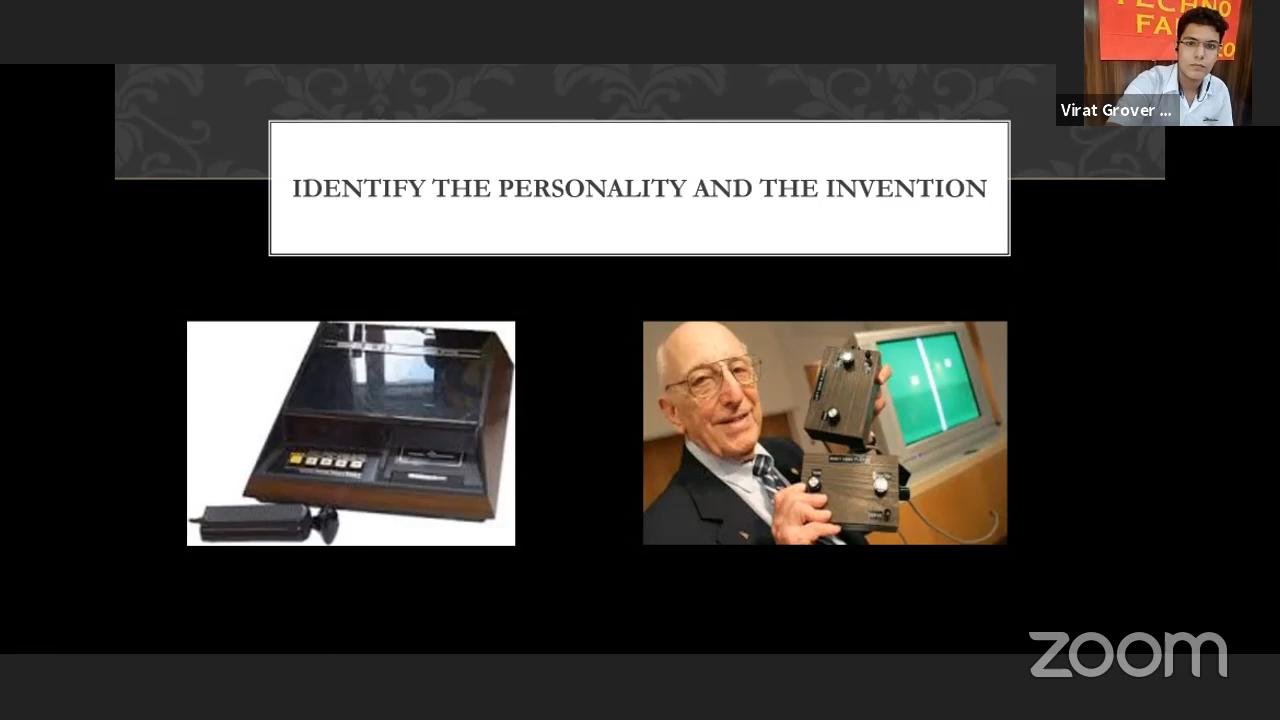 Virat Grover ...
IDENTIFY THE PERSONALITY AND THE INVENTION
zoom